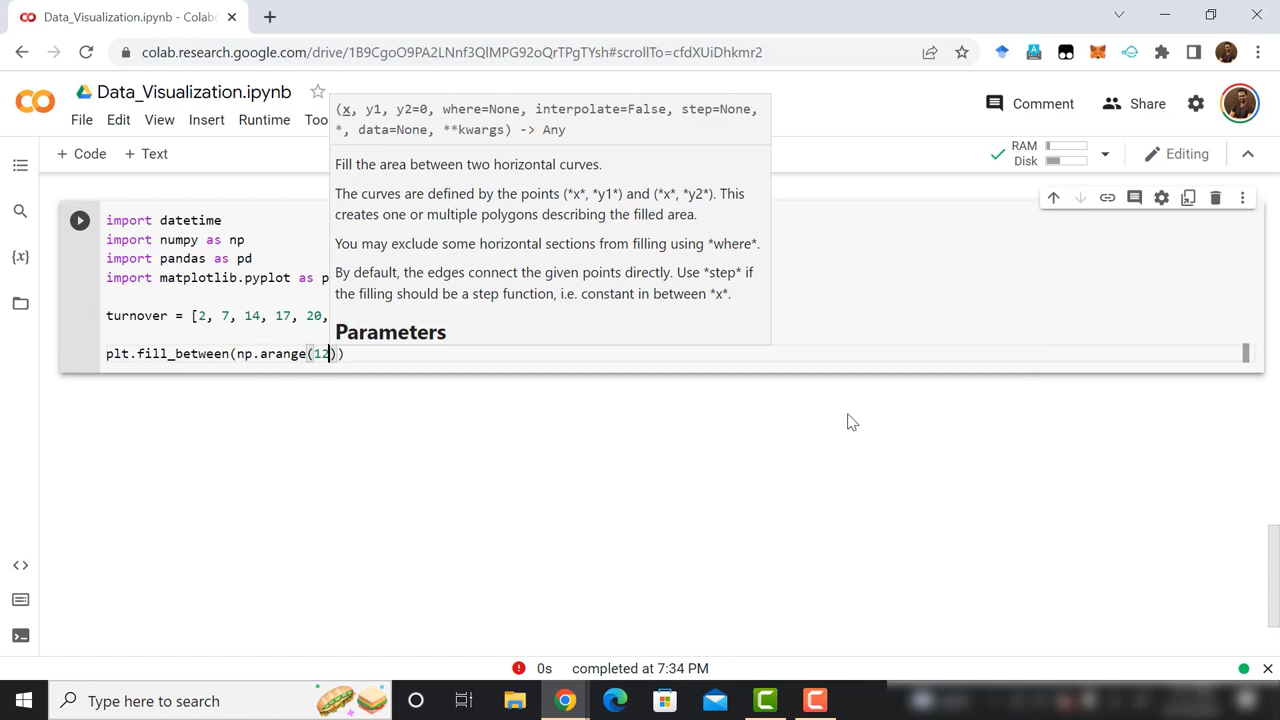 Data_Visualization.ipynb - Colab
colab.research.google.com/drive/1B9CgoO9PA2LNnf3QlMPG92oQrTPgTYsh#scrollTo=cfdXUiDhkmr2
Data_Visualization.ipynb
Comment
Share
File Edit View Insert Runtime Too
+ Code + Text
RAM
Disk
Editing
(x, y1, y2=0, where=None, interpolate=False, step=None,
*, data=None, **kwargs) -> Any
Fill the area between two horizontal curves.
The curves are defined by the points (*x*, *y1*) and (*x*, *y2*). This
creates one or multiple polygons describing the filled area.
You may exclude some horizontal sections from filling using *where*.
By default, the edges connect the given points directly. Use *step* if
the filling should be a step function, i.e. constant in between *x*.
Parameters
import datetime
import numpy as np
import pandas as pd
import matplotlib.pyplot as p
turnover = [2, 7, 14, 17, 20,
plt.fill_between(np.arange(12))
0s completed at 7:34 PM
Type here to search